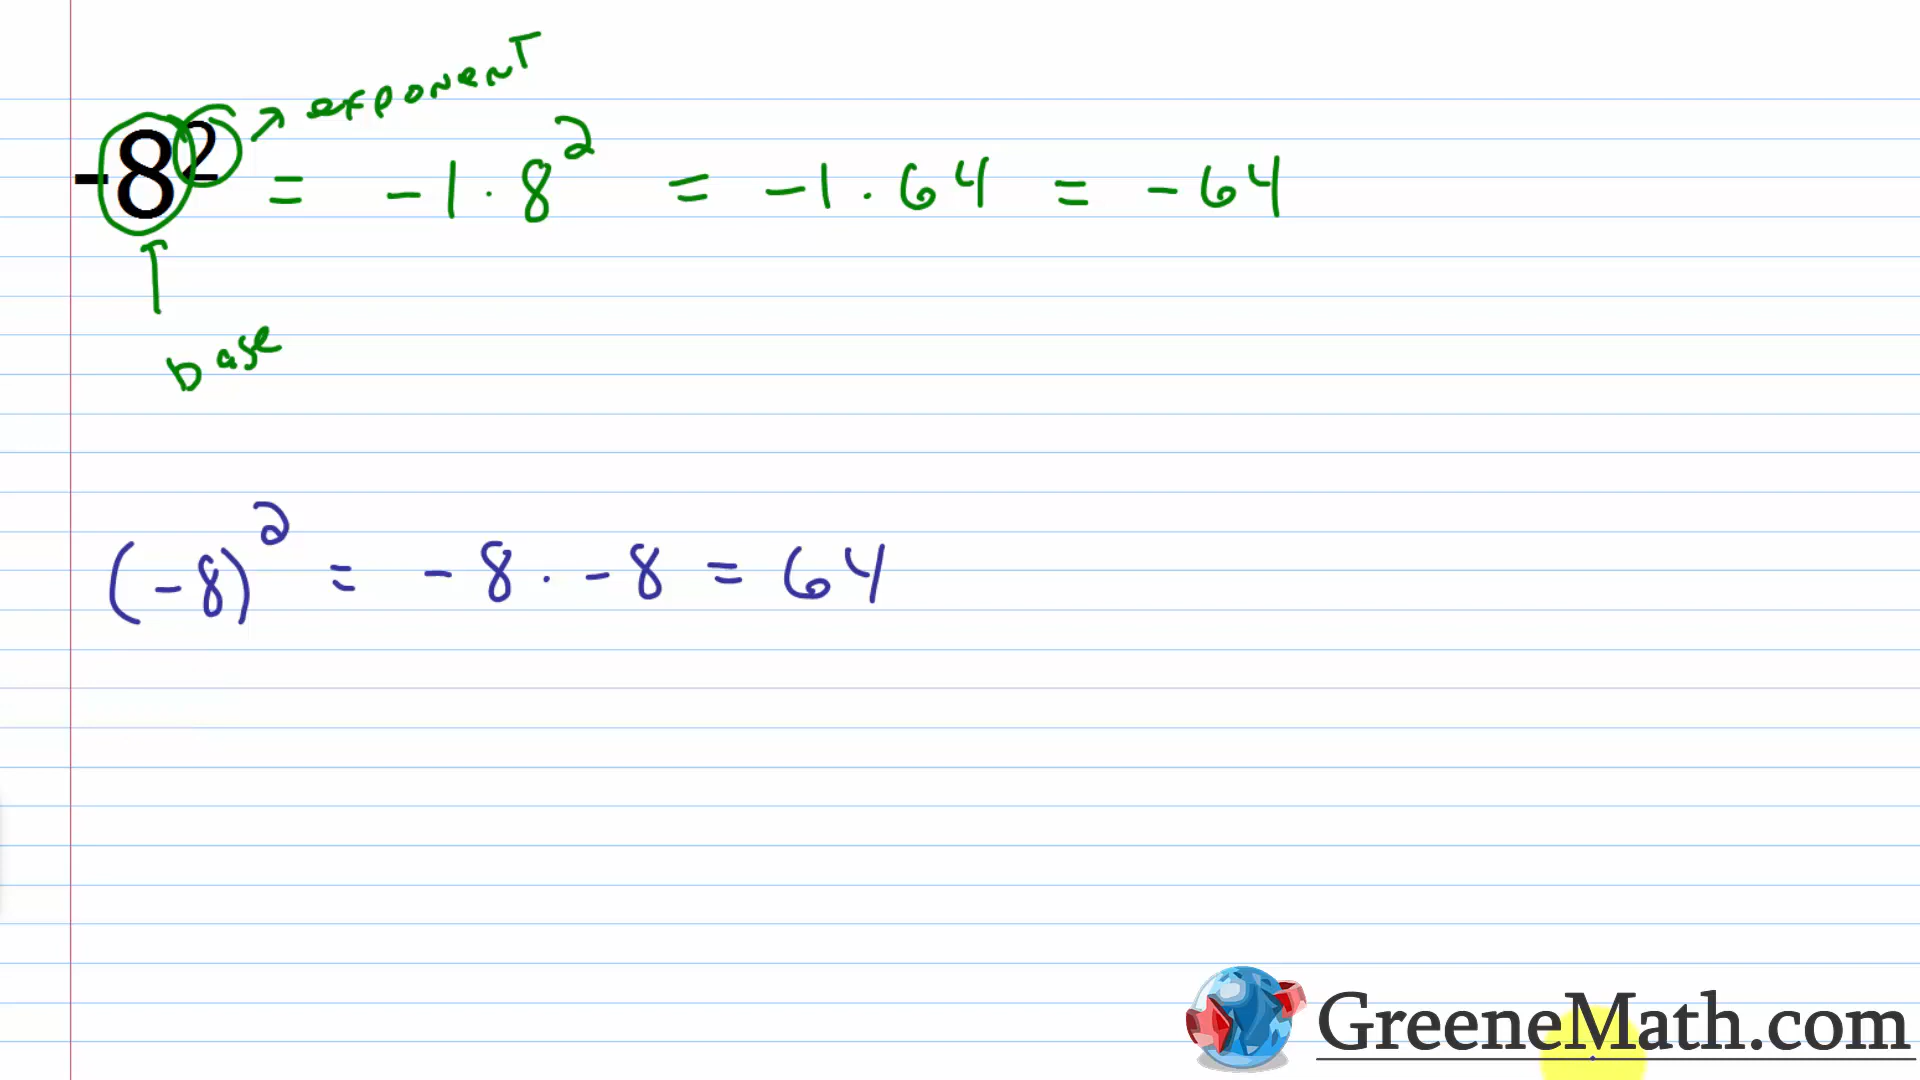 exponent
-8² = -1 · 8² = -1 · 64 = -64
base
(-8)² = -8 · -8 = 64
GreeneMath.com